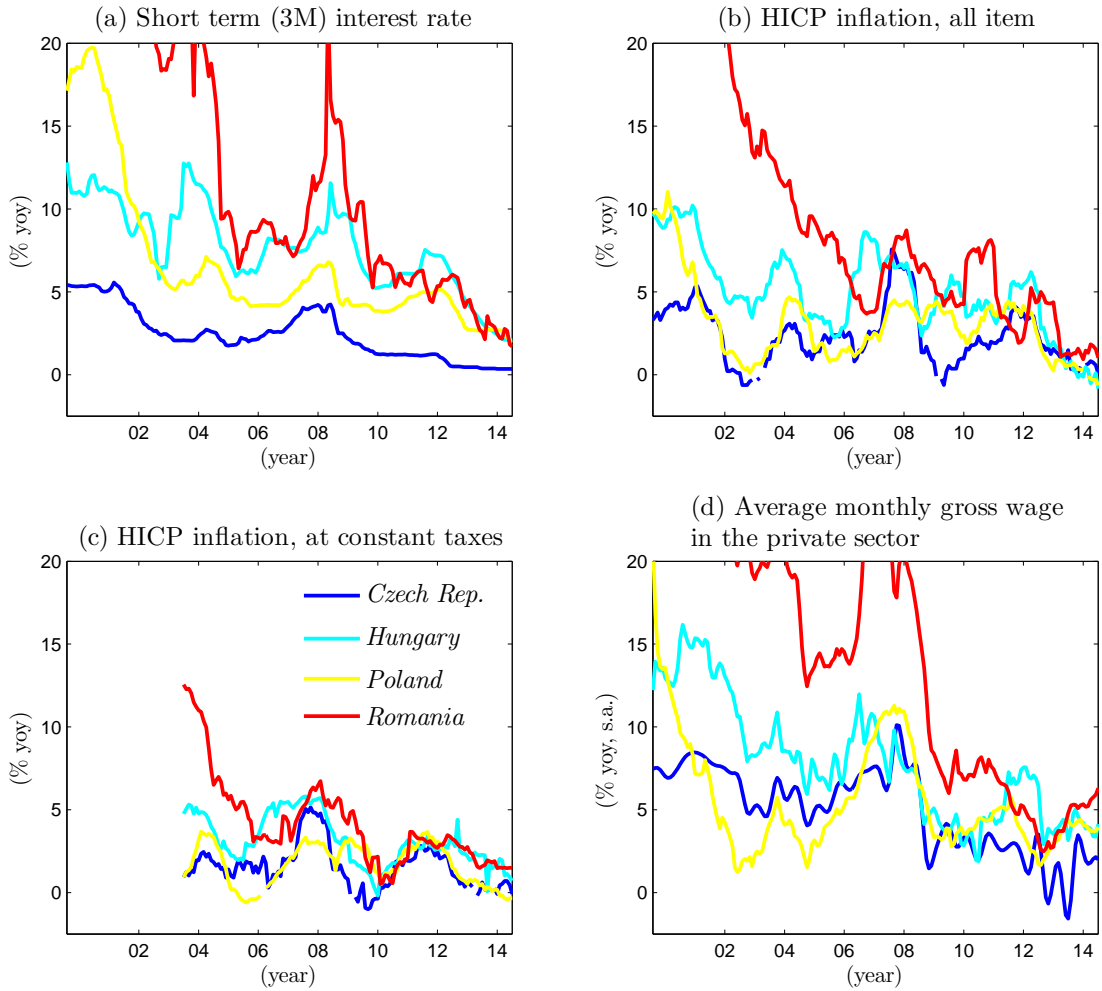 (a) Short term (3M) interest rate
20
15
10
5
0
(% yoy)
02 04 06 08 10 12 14
(year)
(b) HICP inflation, all item
20
15
10
5
0
(% yoy)
02 04 06 08 10 12 14
(year)
(c) HICP inflation, at constant taxes
20
15
10
5
0
(% yoy)
Czech Rep.
Hungary
Poland
Romania
02 04 06 08 10 12 14
(year)
(d) Average monthly gross wage
in the private sector
20
15
10
5
0
(% yoy, s.a.)
02 04 06 08 10 12 14
(year)